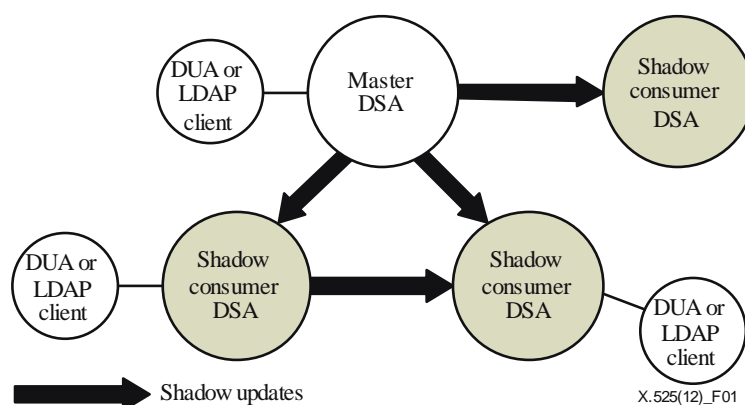 DUA or
LDAP
client
Master
DSA
Shadow
consumer
DSA
DUA or
LDAP
client
Shadow
consumer
DSA
Shadow
consumer
DSA
DUA or
LDAP
client
Shadow updates
X.525(12)_F01